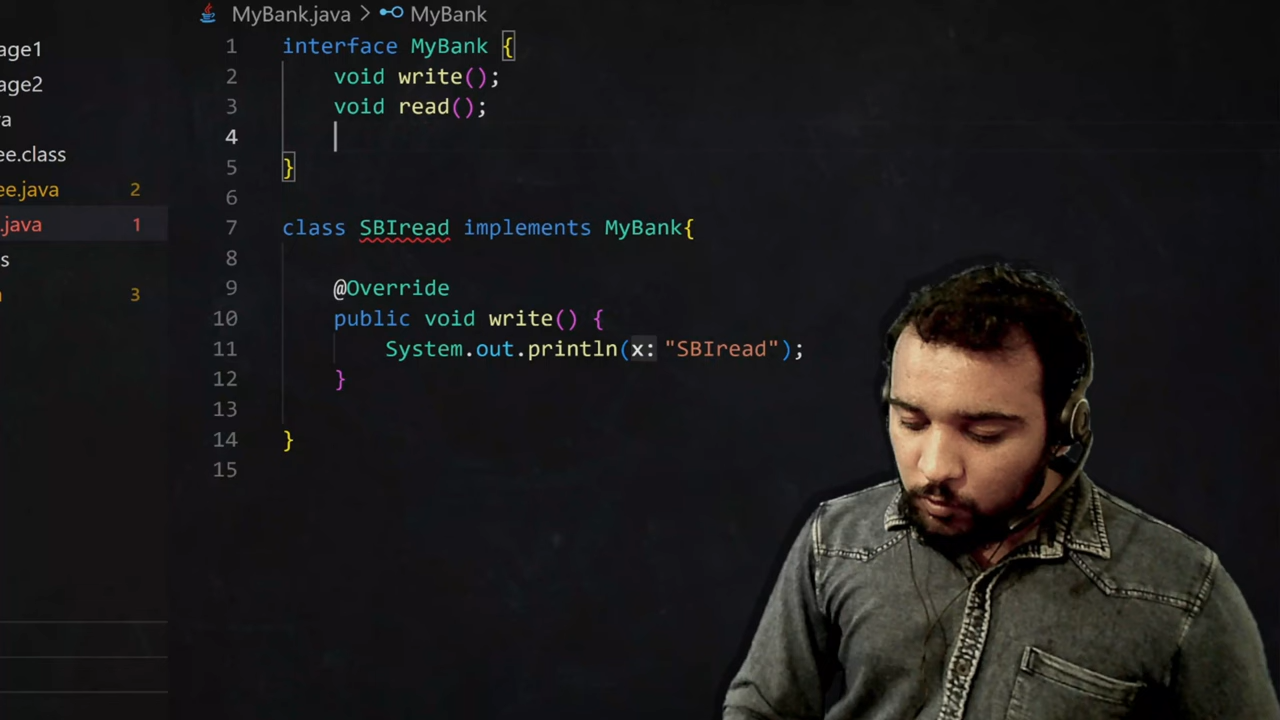 MyBank.java > MyBank
age1
age2
a
ee.class
ee.java 2
.java 1
s
3
1 interface MyBank {
2 void write();
3 void read();
4
5 }
6
7 class SBIread implements MyBank{
8
9 @Override
10 public void write() {
11 System.out.println(x: "SBIread");
12 }
13
14 }
15